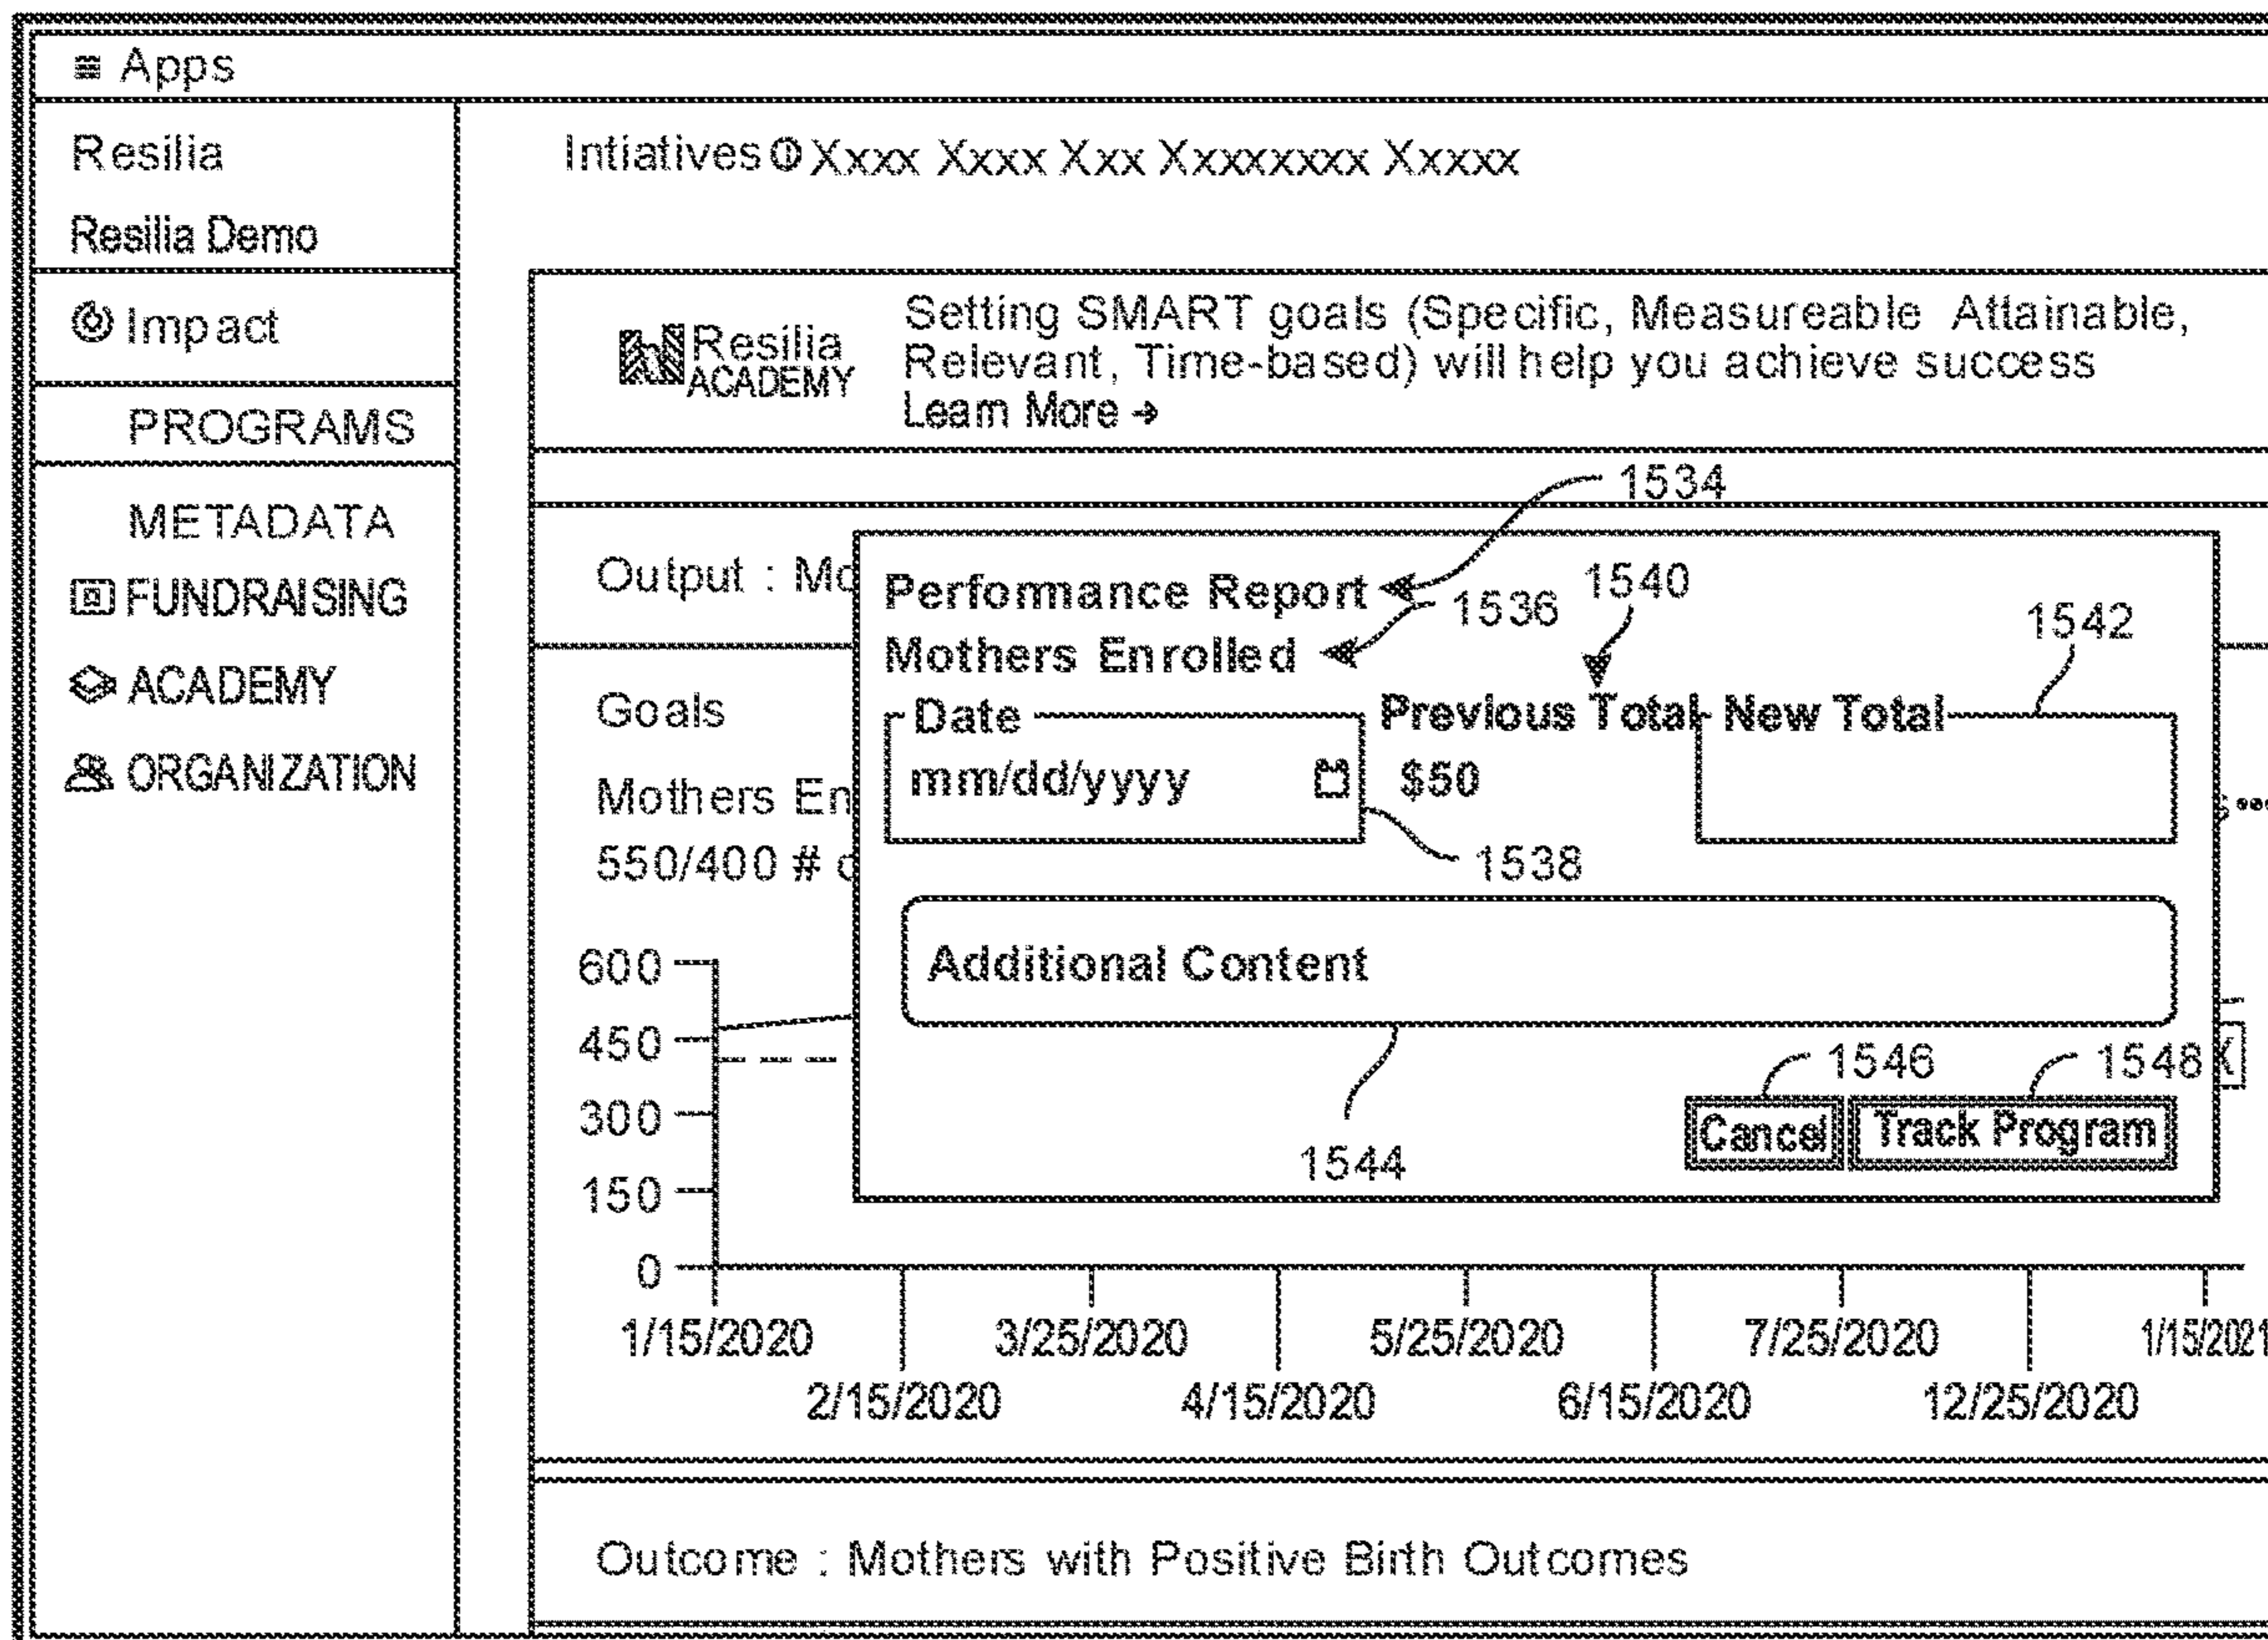 Apps
Resilia
Resilia Demo
Impact
PROGRAMS
METADATA
FUNDRAISING
ACADEMY
ORGANIZATION
Intiatives Xxxx Xxxx Xxx Xxxxxxxx Xxxxx
Resilia
ACADEMY
Setting SMART goals (Specific, Measureable Attainable,
Relevant, Time-based) will help you achieve success
Learn More →
1534
Output : Mo
Performance Report
1536
1540
1542
Mothers Enrolled
Goals
Date
Previous Total
New Total
mm/dd/yyyy
$50
Mothers En
550/400 #
1538
Additional Content
1544
1546
1548
Cancel
Track Program
600
450
300
150
0
1/15/2020
2/15/2020
3/25/2020
4/15/2020
5/25/2020
6/15/2020
7/25/2020
12/25/2020
1/15/2021
Outcome : Mothers with Positive Birth Outcomes